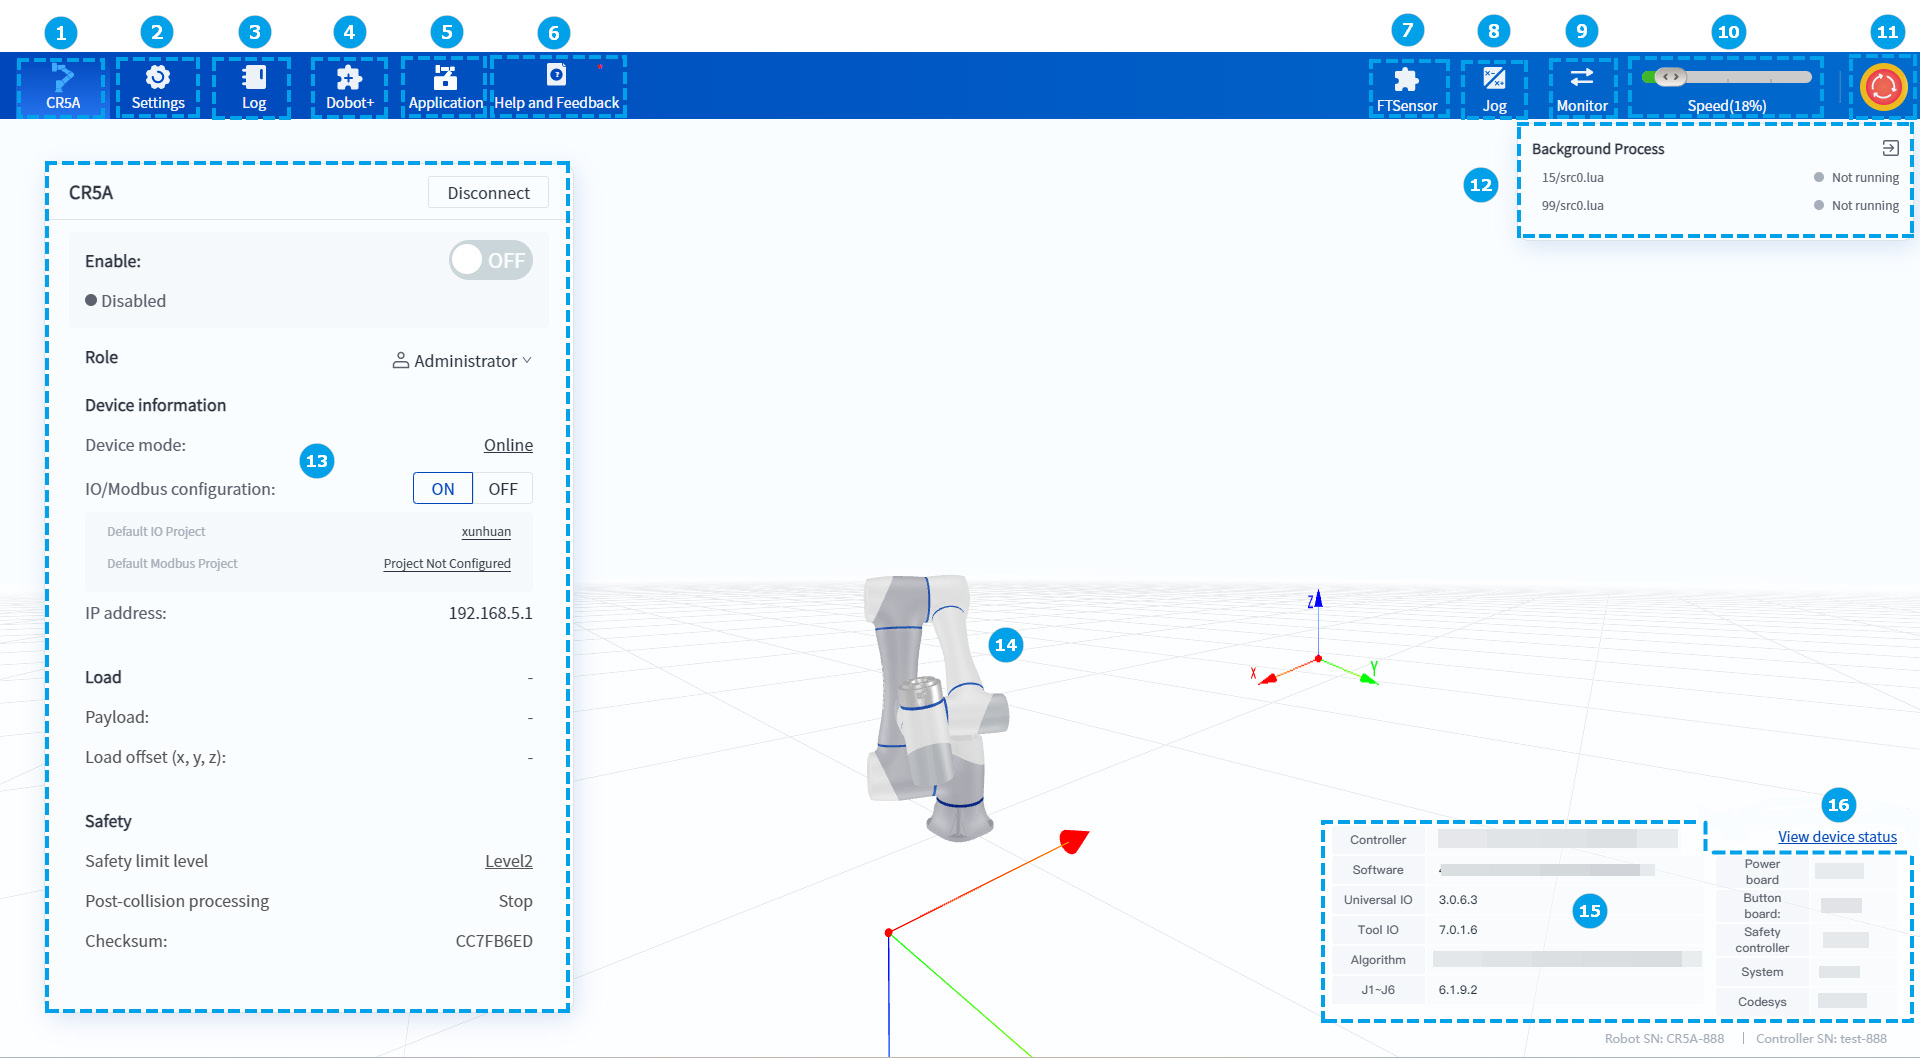 1 2 3 4 5 6 7 8 9 10 11
CR5A Settings Log Dobot+ Application Help and Feedback * FTSensor Jog Monitor Speed(18%)
12
Background Process
15/src0.lua Not running
99/src0.lua Not running
CR5A Disconnect
Enable: OFF
Disabled
Role Administrator
Device information
Device mode: Online
13
IO/Modbus configuration: ON OFF
Default IO Project xunhuan
Default Modbus Project Project Not Configured
IP address: 192.168.5.1
Load -
Payload: -
Load offset (x, y, z): -
Safety
Safety limit level Level2
Post-collision processing Stop
Checksum: CC7FB6ED
14
Z
X Y
16
View device status
15
Controller
Software
Universal IO 3.0.6.3
Tool IO 7.0.1.6
Algorithm
J1~J6 6.1.9.2
Power
board
Button
board:
Safety
controller
System
Codesys
Robot SN: CR5A-888 | Controller SN: test-888